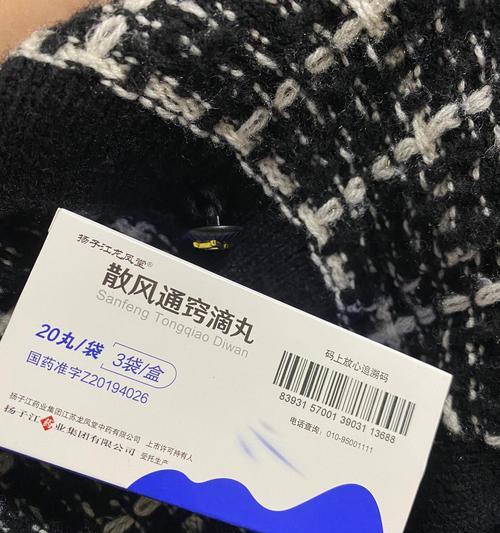 扬子江龙凤堂®
散风通窍滴丸
Sanfeng Tongqiao Diwan
20丸/袋 3袋/盒
国药准字Z20194026
扬子江药业集团江苏龙凤堂中药有限公司 上市许可持有人
扬子江药业集团有限公司 受托生产
码上放心追溯码
83931 57001 39031 13688
电话查询：010-95001111